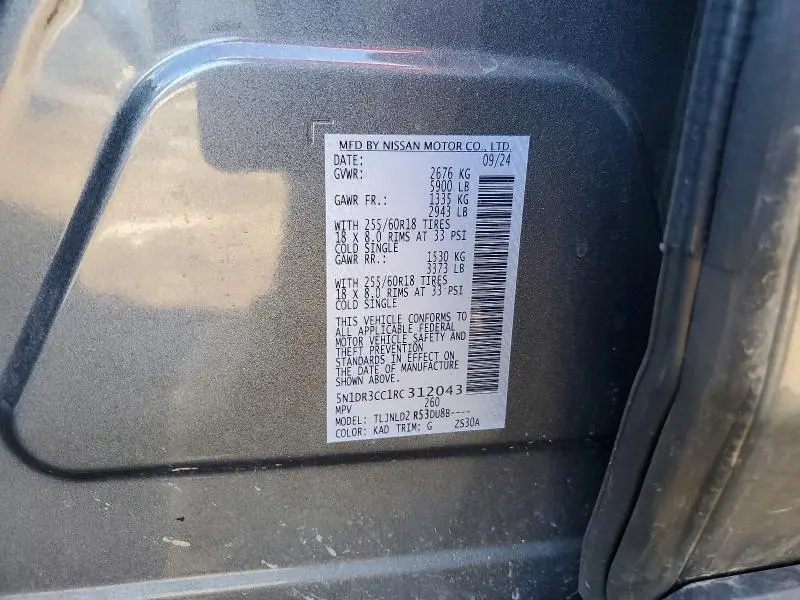 MFD BY NISSAN MOTOR CO., LTD.
DATE: 09/24
GVWR: 2676 KG
5900 LB
GAWR FR.: 1335 KG
2943 LB
WITH 255/60R18 TIRES
18 X 8.0 RIMS AT 33 PSI
COLD SINGLE
GAWR RR.: 1530 KG
3373 LB
WITH 255/60R18 TIRES
18 X 8.0 RIMS AT 33 PSI
COLD SINGLE
THIS VEHICLE CONFORMS TO
ALL APPLICABLE FEDERAL
MOTOR VEHICLE SAFETY AND
THEFT PREVENTION
STANDARDS IN EFFECT ON
THE DATE OF MANUFACTURE
SHOWN ABOVE.
5N1DR3CC1RC312043
MPV 260
MODEL: TLJNLD2 R53DU8B----
COLOR: KAD TRIM: G ZS30A